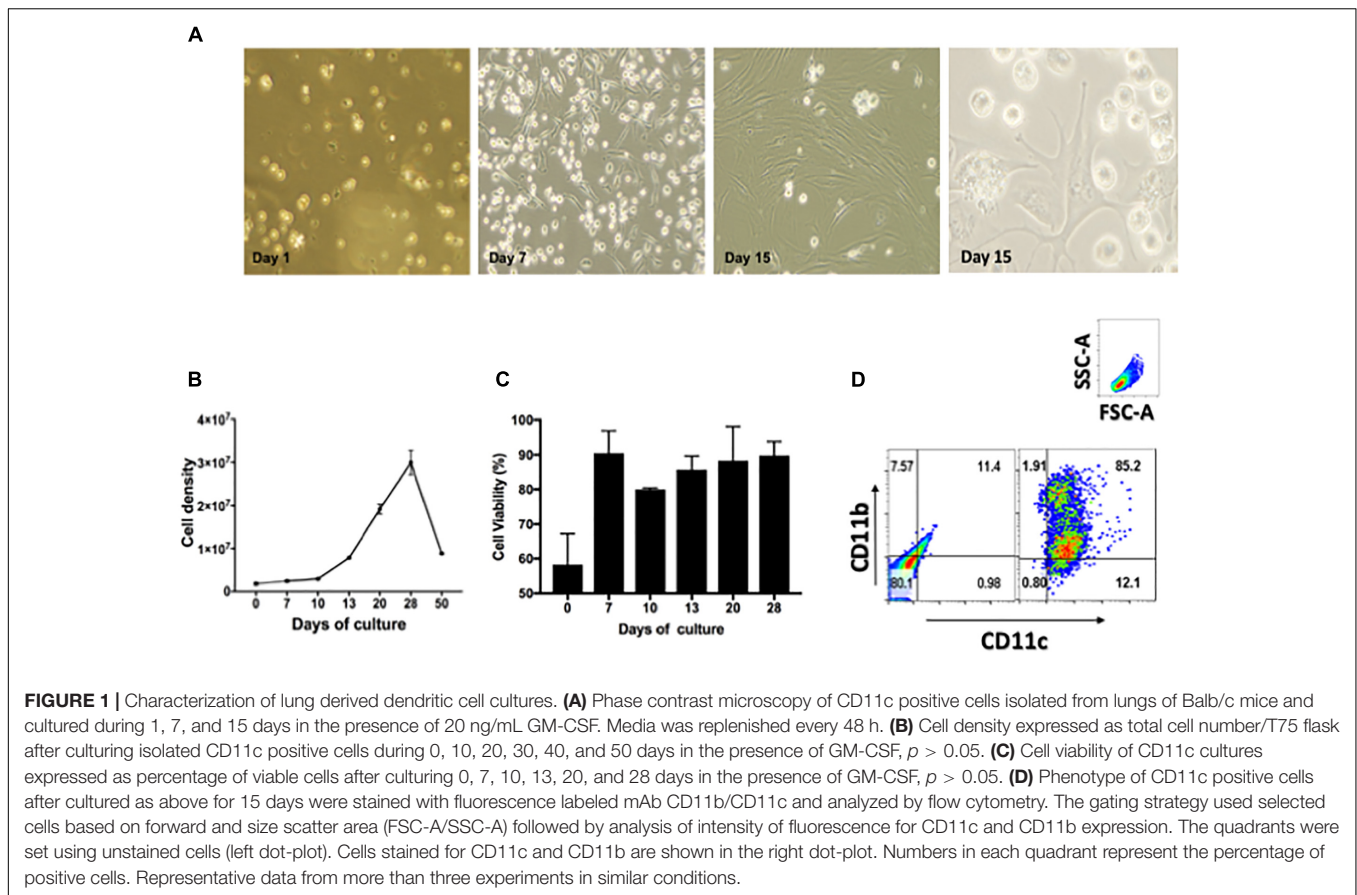 A
Day 1
Day 7
Day 15
Day 15
B
Cell density
4×10⁷
3×10⁷
2×10⁷
1×10⁷
0
0 7 10 13 20 28 50
Days of culture
C
Cell Viability (%)
100
90
80
70
60
50
0 7 10 13 20 28
Days of culture
D
SSC-A
FSC-A
CD11b
7.57 11.4 1.91 85.2
80.1 0.98 0.80 12.1
CD11c
FIGURE 1 | Characterization of lung derived dendritic cell cultures. (A) Phase contrast microscopy of CD11c positive cells isolated from lungs of Balb/c mice and
cultured during 1, 7, and 15 days in the presence of 20 ng/mL GM-CSF. Media was replenished every 48 h. (B) Cell density expressed as total cell number/T75 flask
after culturing isolated CD11c positive cells during 0, 10, 20, 30, 40, and 50 days in the presence of GM-CSF, p > 0.05. (C) Cell viability of CD11c cultures
expressed as percentage of viable cells after culturing 0, 7, 10, 13, 20, and 28 days in the presence of GM-CSF, p > 0.05. (D) Phenotype of CD11c positive cells
after cultured as above for 15 days were stained with fluorescence labeled mAb CD11b/CD11c and analyzed by flow cytometry. The gating strategy used selected
cells based on forward and size scatter area (FSC-A/SSC-A) followed by analysis of intensity of fluorescence for CD11c and CD11b expression. The quadrants were
set using unstained cells (left dot-plot). Cells stained for CD11c and CD11b are shown in the right dot-plot. Numbers in each quadrant represent the percentage of
positive cells. Representative data from more than three experiments in similar conditions.